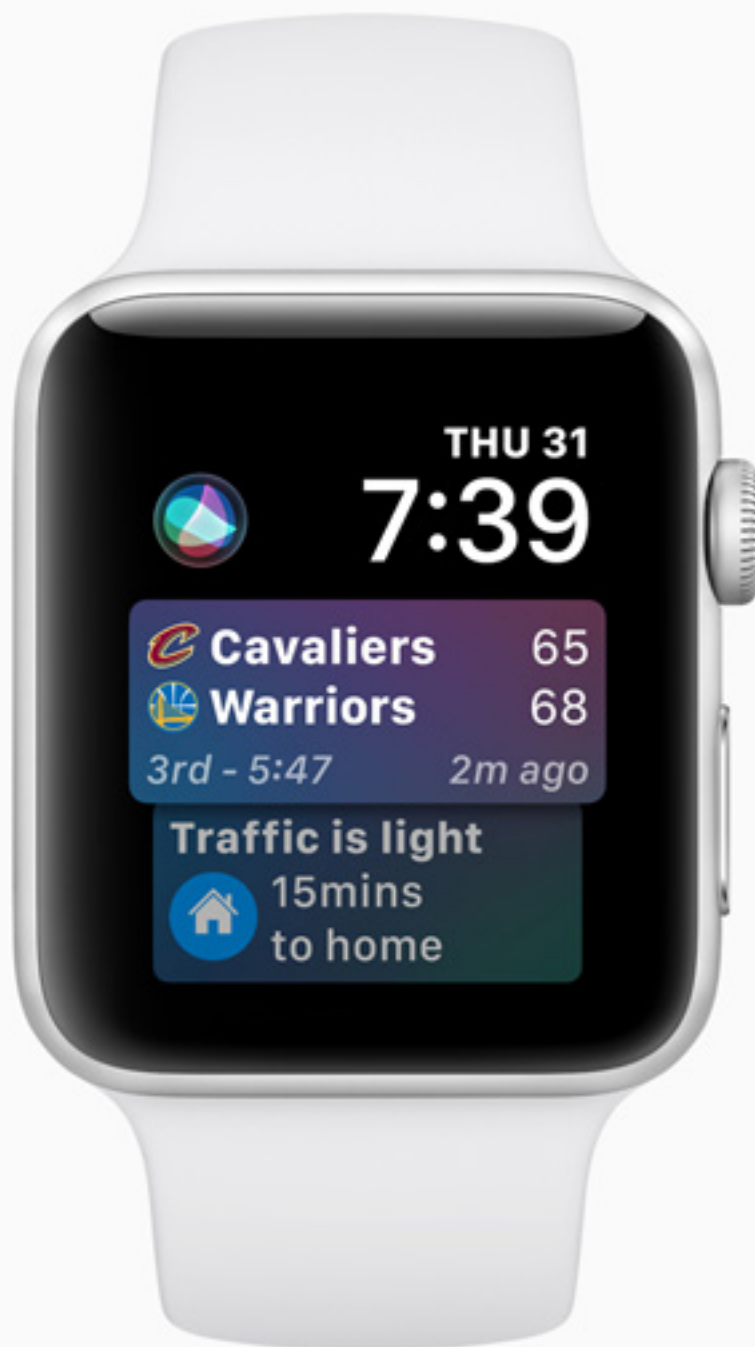 THU 31
7:39
Cavaliers 65
Warriors 68
3rd - 5:47 2m ago
Traffic is light
15mins
to home